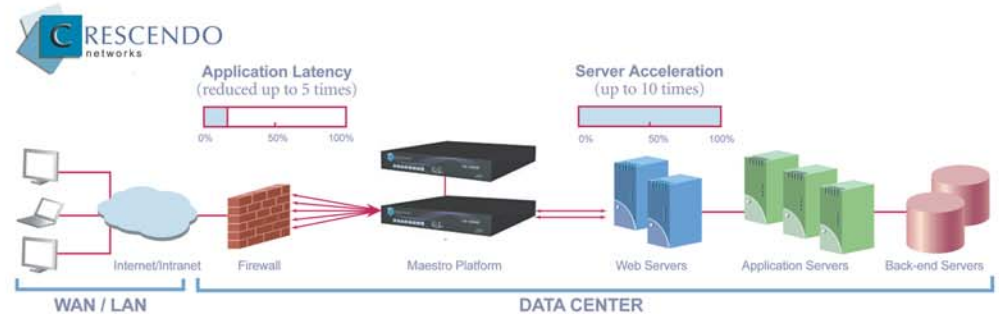 CRESCENDO
networks
Application Latency
(reduced up to 5 times)
0% 50% 100%
Server Acceleration
(up to 10 times)
0% 50% 100%
Internet/Intranet
Firewall
Maestro Platform
Web Servers
Application Servers
Back-end Servers
WAN / LAN
DATA CENTER